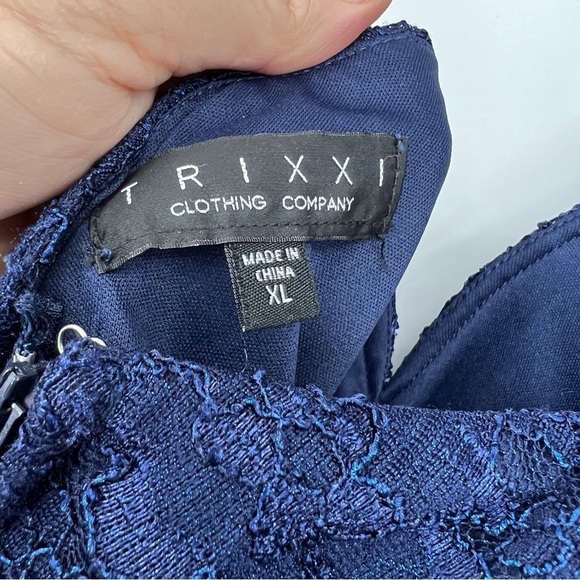 TRIXXI
CLOTHING COMPANY
MADE IN
CHINA
XL